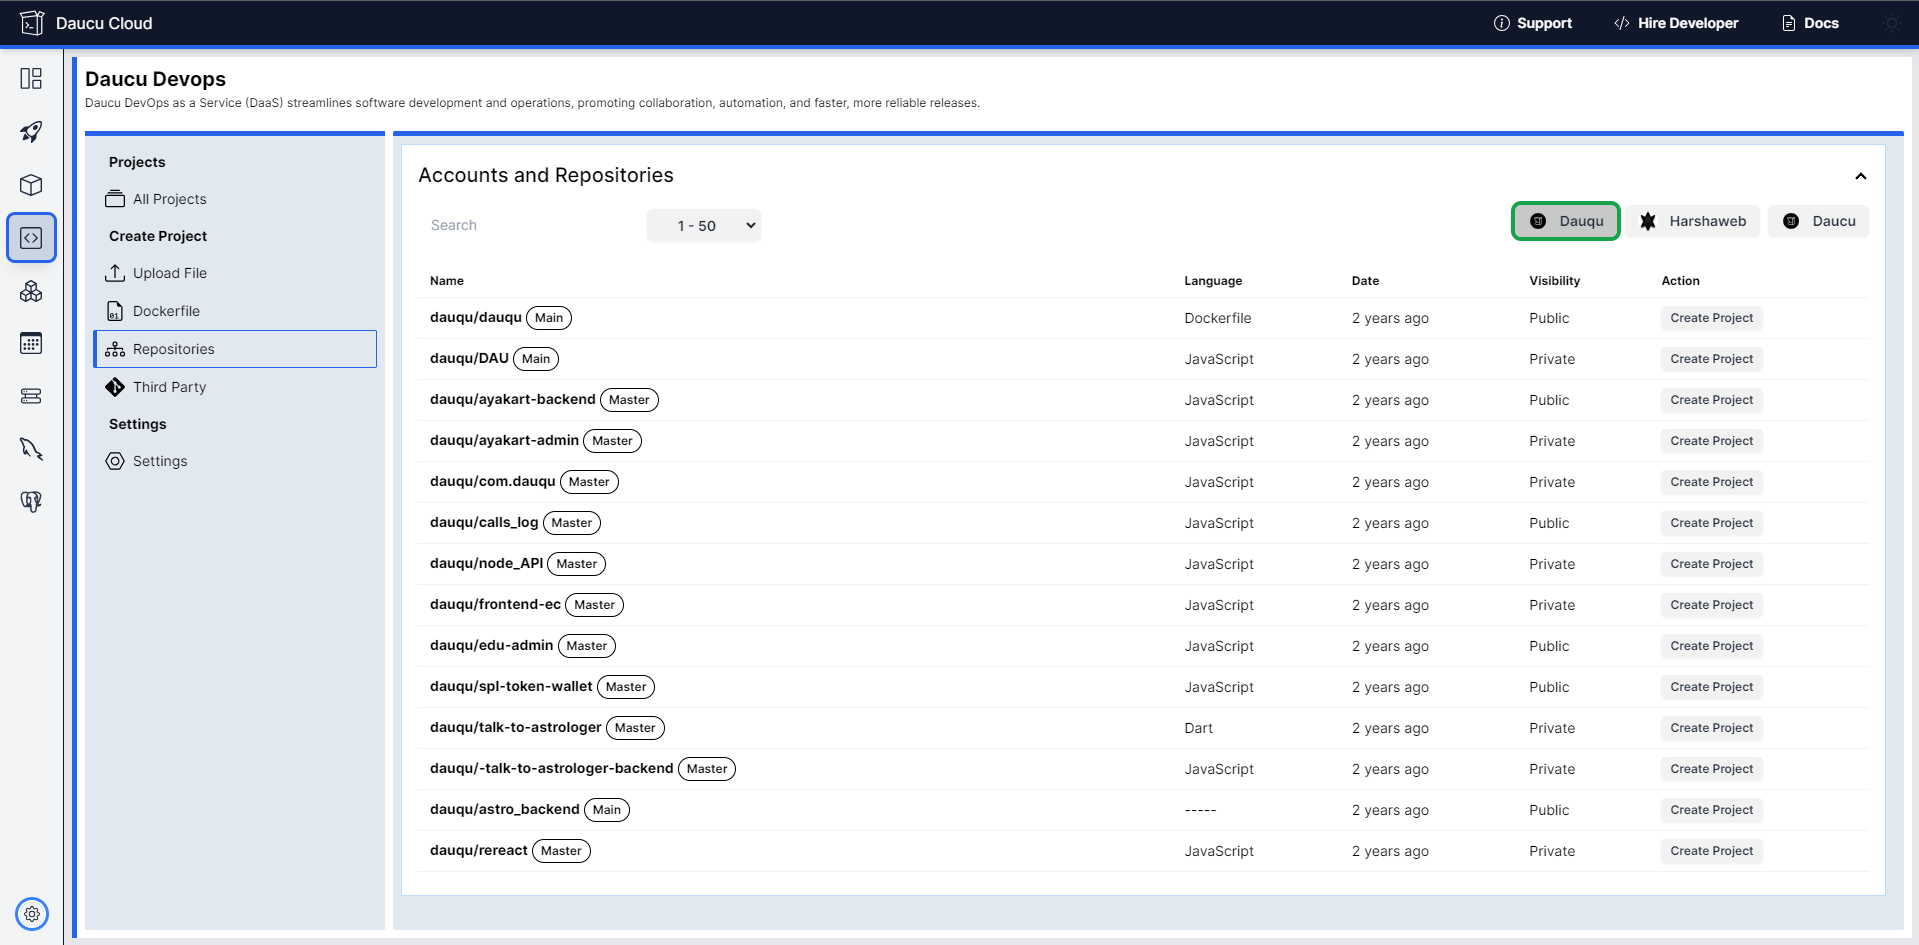 Daucu Cloud
Support
Hire Developer
Docs
Daucu Devops
Daucu DevOps as a Service (DaaS) streamlines software development and operations, promoting collaboration, automation, and faster, more reliable releases.
Projects
All Projects
Create Project
Upload File
Dockerfile
Repositories
Third Party
Settings
Settings
Accounts and Repositories
Search
1 - 50
Dauqu
Harshaweb
Daucu
Name Language Date Visibility Action
dauqu/dauqu Main Dockerfile 2 years ago Public Create Project
dauqu/DAU Main JavaScript 2 years ago Private Create Project
dauqu/ayakart-backend Master JavaScript 2 years ago Public Create Project
dauqu/ayakart-admin Master JavaScript 2 years ago Private Create Project
dauqu/com.dauqu Master JavaScript 2 years ago Private Create Project
dauqu/calls_log Master JavaScript 2 years ago Public Create Project
dauqu/node_API Master JavaScript 2 years ago Private Create Project
dauqu/frontend-ec Master JavaScript 2 years ago Private Create Project
dauqu/edu-admin Master JavaScript 2 years ago Public Create Project
dauqu/spl-token-wallet Master JavaScript 2 years ago Public Create Project
dauqu/talk-to-astrologer Master Dart 2 years ago Private Create Project
dauqu/-talk-to-astrologer-backend Master JavaScript 2 years ago Private Create Project
dauqu/astro_backend Main ----- 2 years ago Public Create Project
dauqu/rereact Master JavaScript 2 years ago Private Create Project